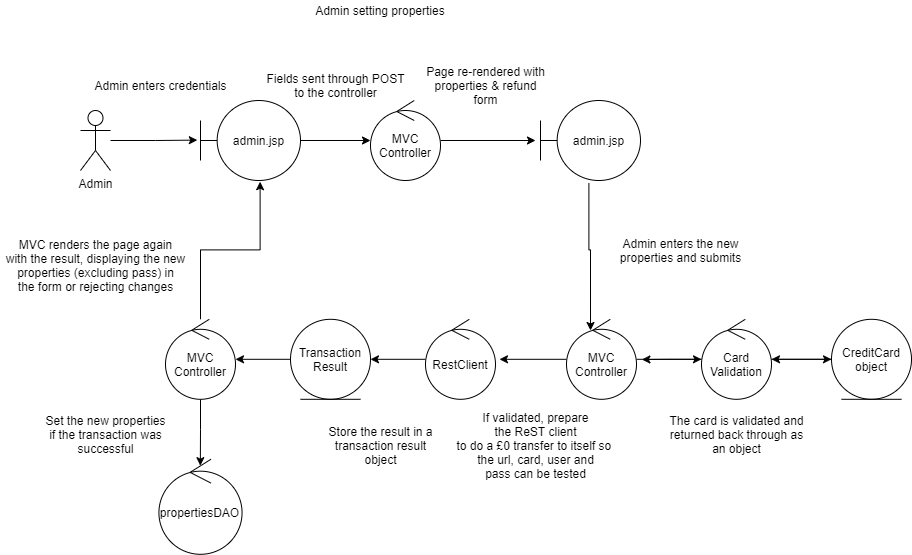 Admin setting properties
Admin enters credentials
Fields sent through POST
to the controller
Page re-rendered with
properties & refund
form
admin.jsp
MVC
Controller
admin.jsp
Admin
MVC renders the page again
with the result, displaying the new
properties (excluding pass) in
the form or rejecting changes
Admin enters the new
properties and submits
MVC
Controller
Transaction
Result
RestClient
MVC
Controller
Card
Validation
CreditCard
object
Set the new properties
if the transaction was
successful
Store the result in a
transaction result
object
If validated, prepare
the ReST client
to do a £0 transfer to itself so
the url, card, user and
pass can be tested
The card is validated and
returned back through as
an object
propertiesDAO